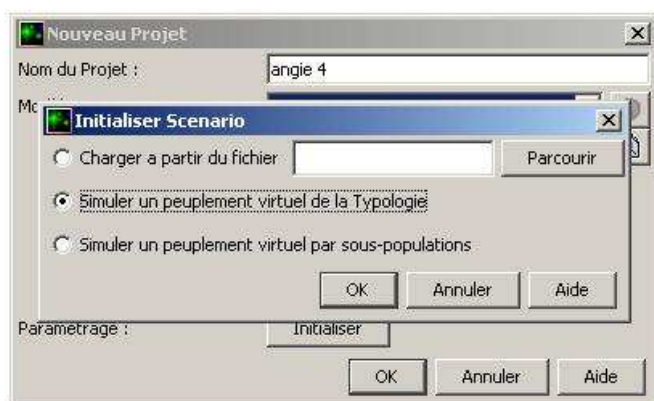 Nouveau Projet
Nom du Projet : angie 4
Initialiser Scenario
Charger a partir du fichier Parcourir
Simuler un peuplement virtuel de la Typologie
Simuler un peuplement virtuel par sous-populations
OK Annuler Aide
Paramétrage : Initialiser
OK Annuler Aide